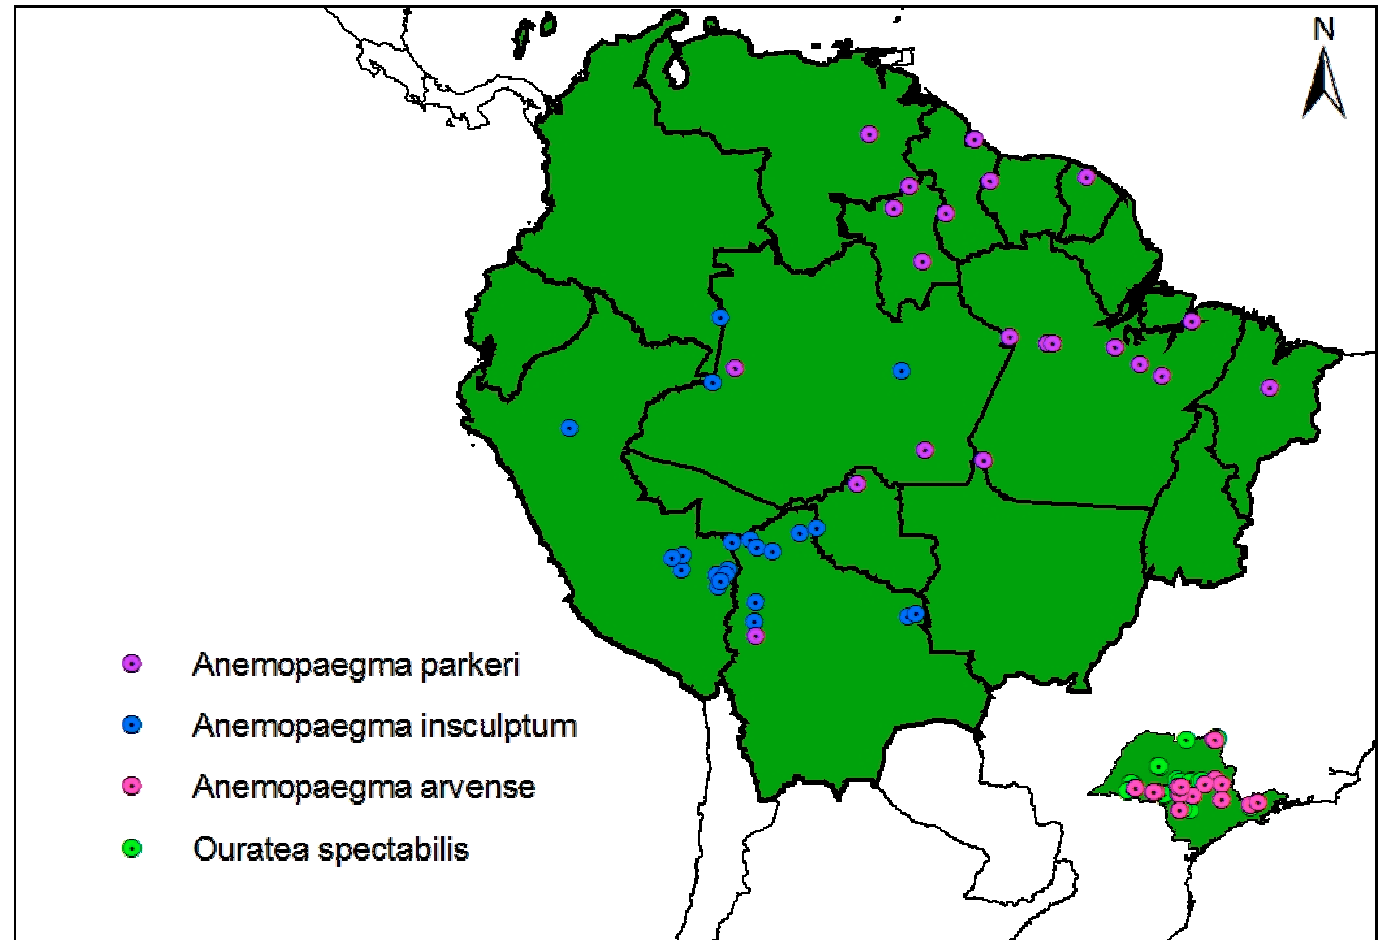 N
Anemopaegma parkeri
Anemopaegma insculptum
Anemopaegma arvense
Ouratea spectabilis